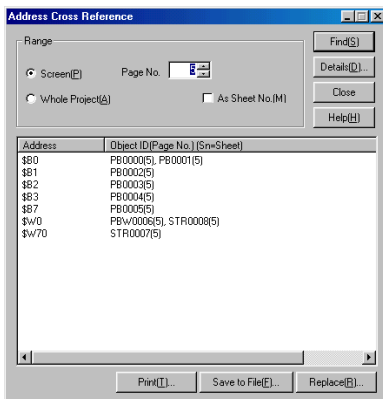 Address Cross Reference
Range
Screen(P)
Page No.
5
Whole Project(A)
As Sheet No.(M)
Find(S)
Details(D)...
Close
Help(H)
Address
Object ID(Page No.) (Sn=Sheet)
$B0 PB0000(5), PB0001(5)
$B1 PB0002(5)
$B2 PB0003(5)
$B3 PB0004(5)
$B7 PB0005(5)
$W0 PBW0006(5), STR0008(5)
$W70 STR0007(5)
Print(T)...
Save to File(F)...
Replace(R)...